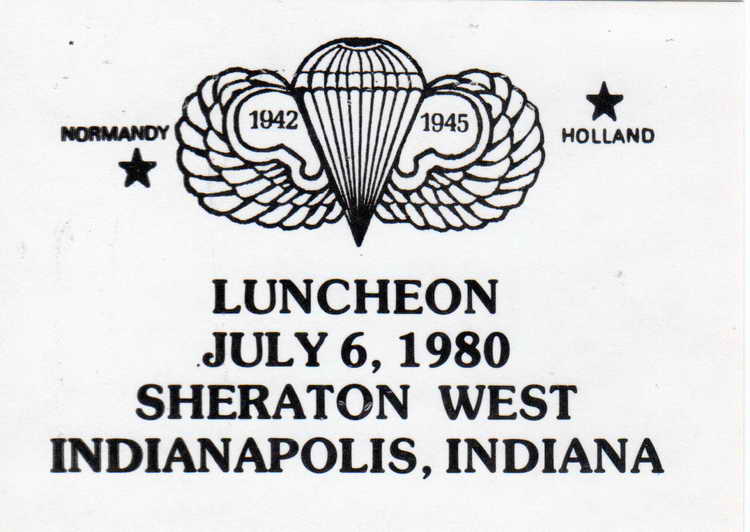 1942
1945
NORMANDY
HOLLAND
LUNCHEON
JULY 6, 1980
SHERATON WEST
INDIANAPOLIS, INDIANA